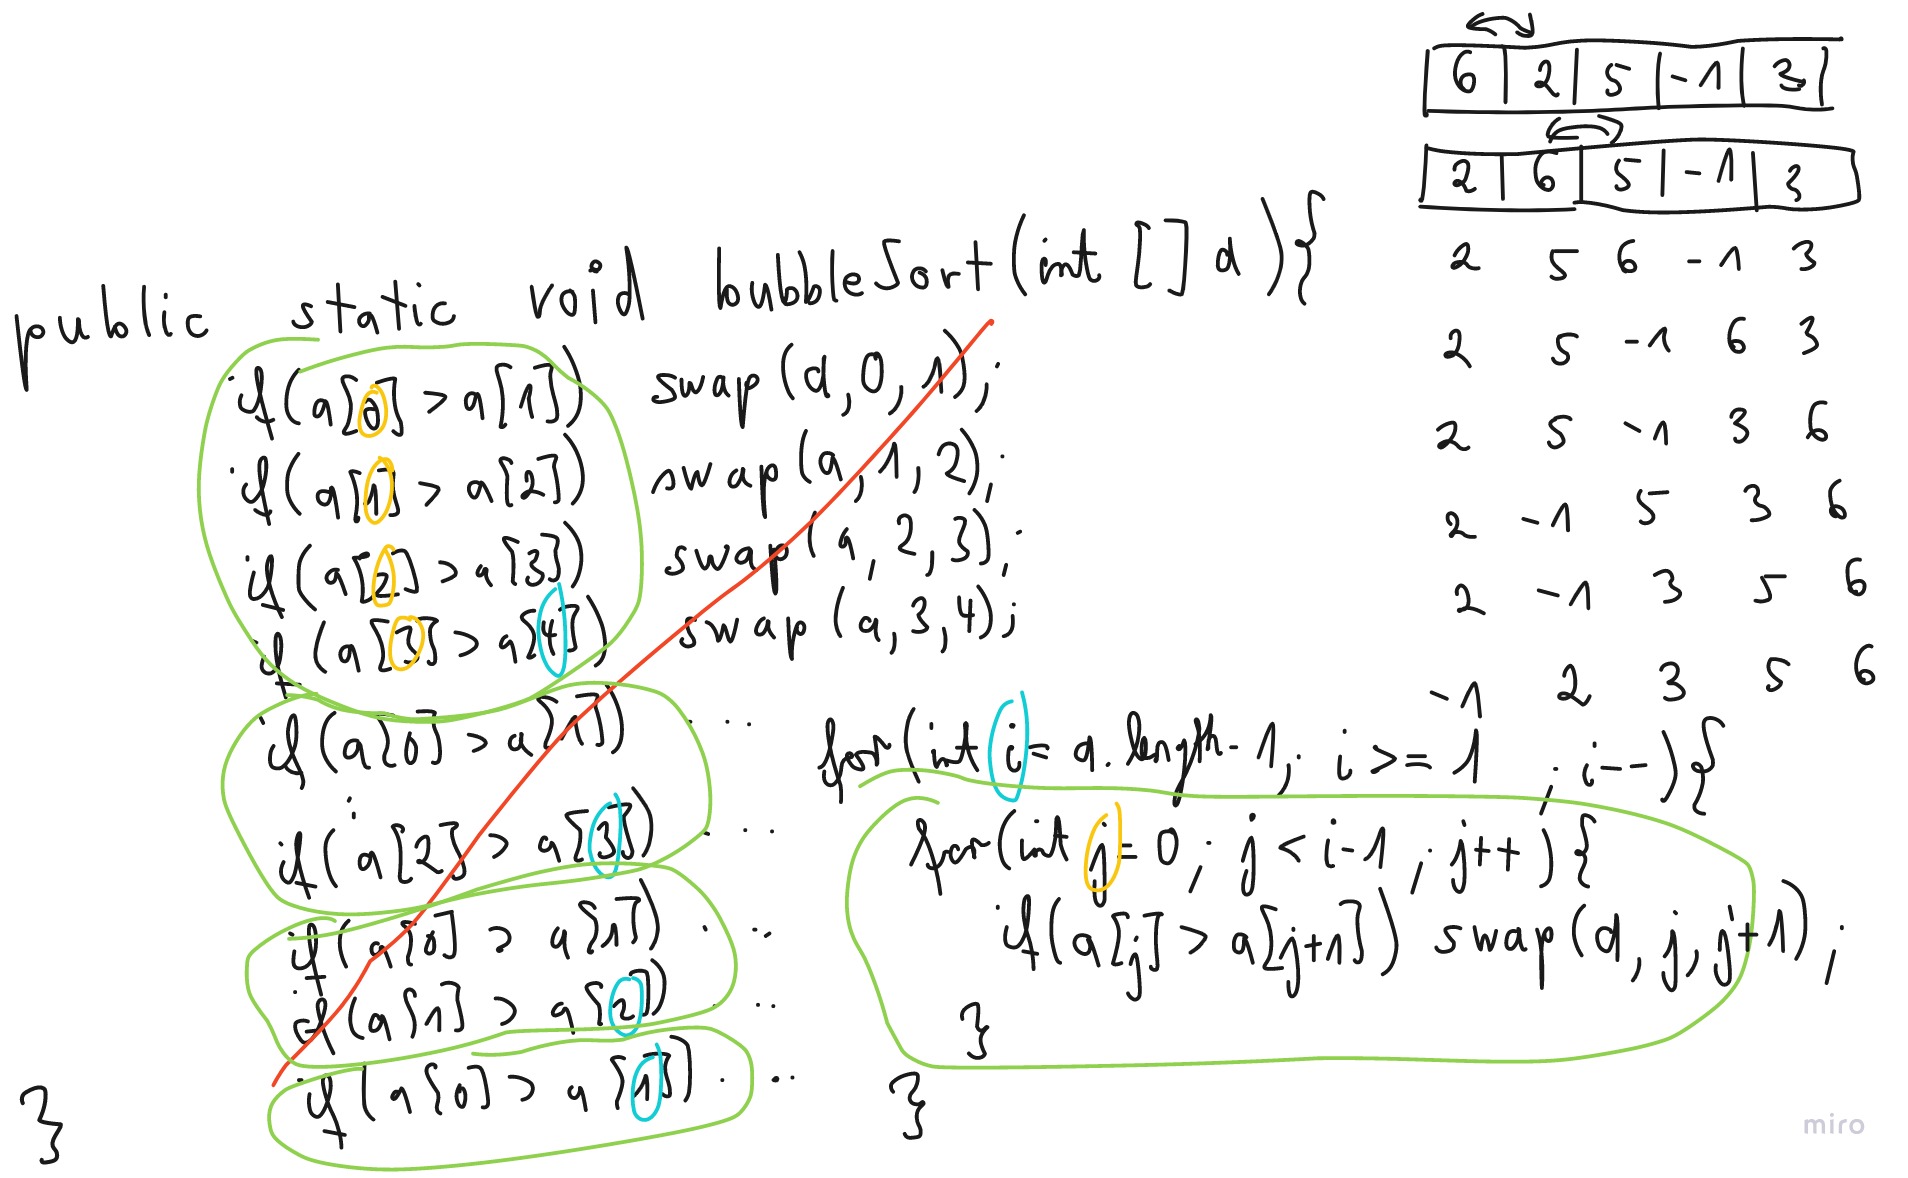 6 2 5 -1 3
2 6 5 -1 3
2 5 6 -1 3
2 5 -1 6 3
2 5 -1 3 6
2 -1 5 3 6
2 -1 3 5 6
-1 2 3 5 6
public static void bubbleSort(int [] a){
if(a[0] > a[1]) swap(a,0,1);
if(a[1] > a[2]) swap(a,1,2);
if(a[2] > a[3]) swap(a,2,3);
if(a[3] > a[4]) swap(a,3,4);
if(a[0] > a[1]) ...
:
if(a[2] > a[3]) ...
if(a[0] > a[1]) ...
if(a[1] > a[2]) ...
if(a[0] > a[1]) ...
}
for(int i = a.length-1; i >= 1 ; i--){
for(int j = 0; j < i-1 ; j++){
if(a[j] > a[j+1]) swap(a, j, j+1);
}
}
miro